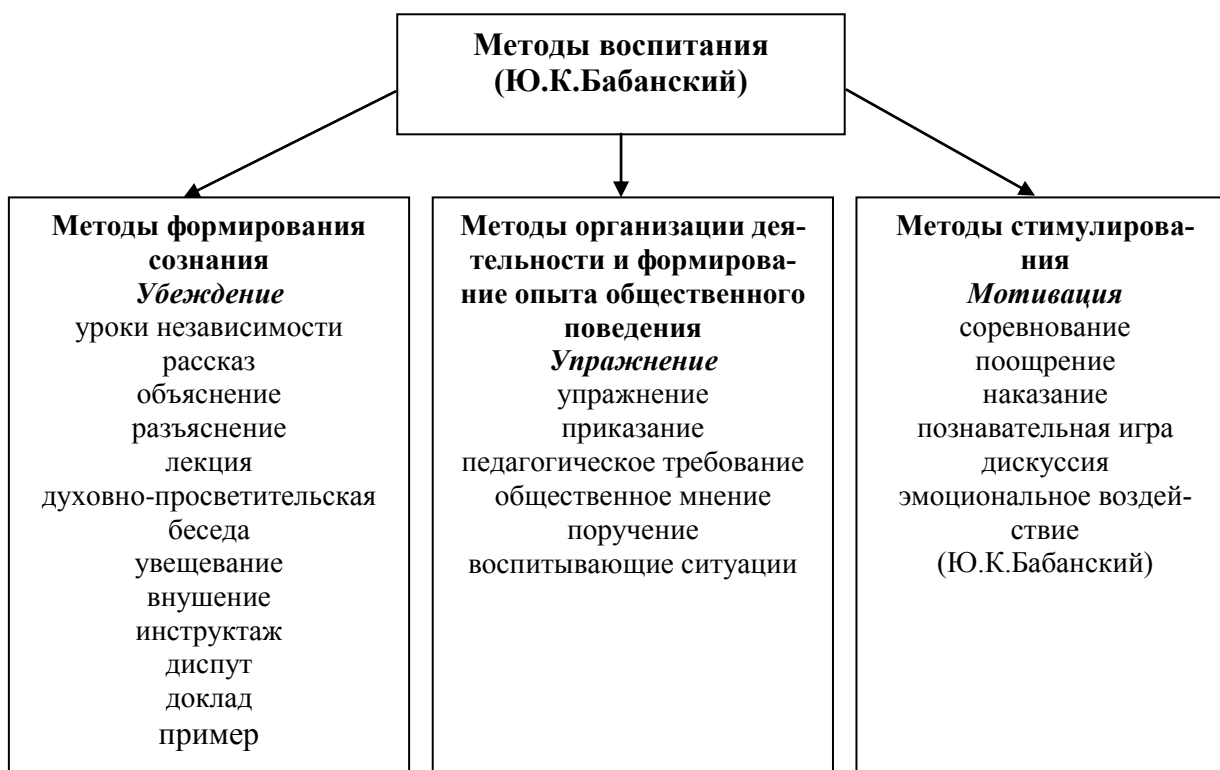 Методы воспитания
(Ю.К.Бабанский)
Методы формирования
сознания
Убеждение
уроки независимости
рассказ
объяснение
разъяснение
лекция
духовно-просветительская
беседа
увещевание
внушение
инструктаж
диспут
доклад
пример
Методы организации дея-
тельности и формирова-
ние опыта общественного
поведения
Упражнение
упражнение
приказание
педагогическое требование
общественное мнение
поручение
воспитывающие ситуации
Методы стимулирова-
ния
Мотивация
соревнование
поощрение
наказание
познавательная игра
дискуссия
эмоциональное воздей-
ствие
(Ю.К.Бабанский)